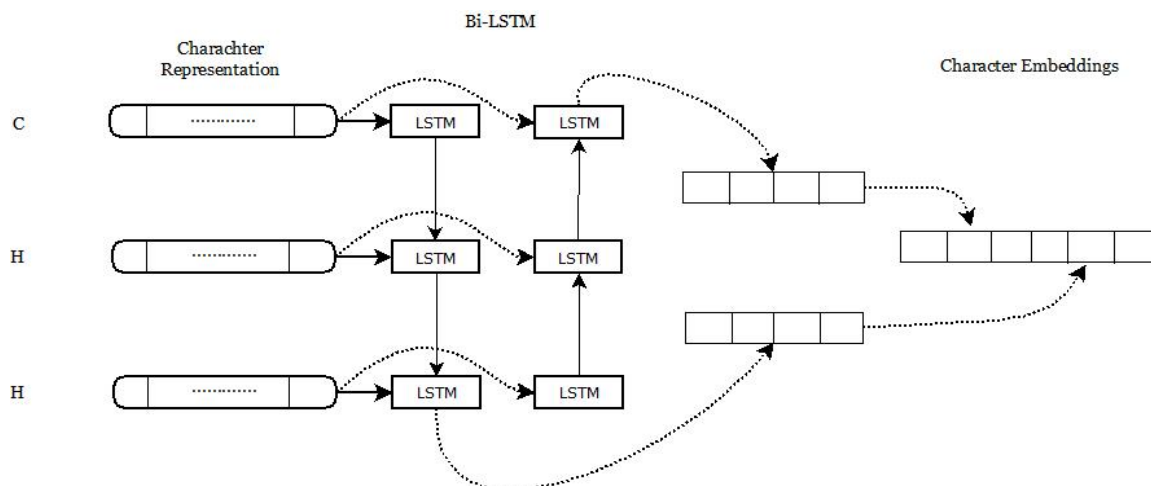 Bi-LSTM
Charachter
Representation
Character Embeddings
C
LSTM
LSTM
H
LSTM
LSTM
H
LSTM
LSTM